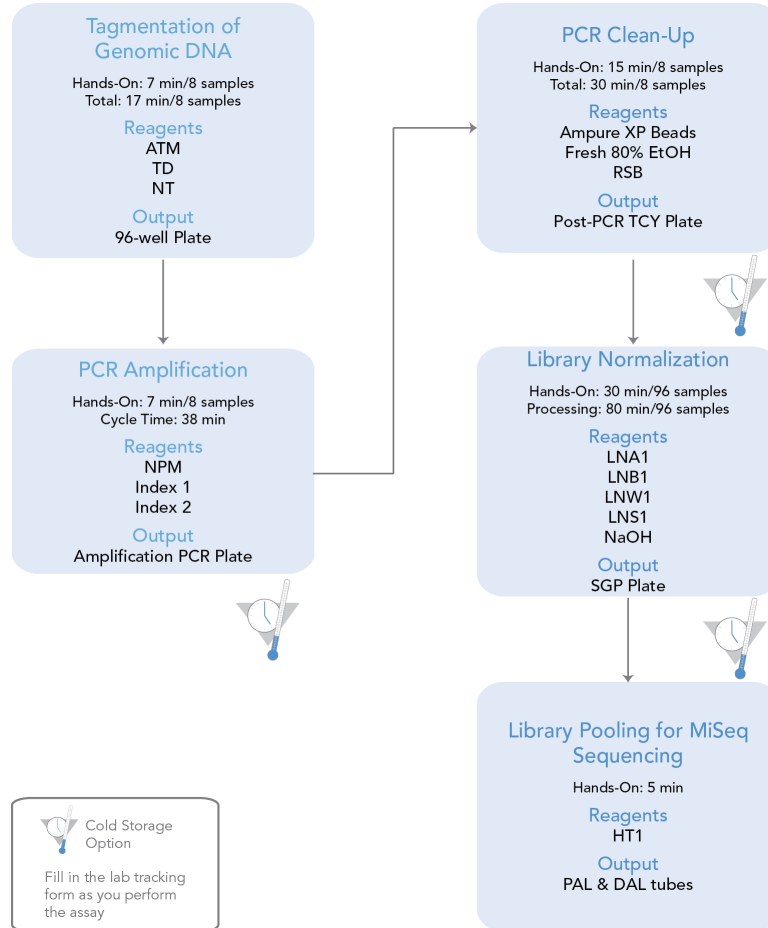 Tagmentation of
Genomic DNA
Hands-On: 7 min/8 samples
Total: 17 min/8 samples
Reagents
ATM
TD
NT
Output
96-well Plate
PCR Amplification
Hands-On: 7 min/8 samples
Cycle Time: 38 min
Reagents
NPM
Index 1
Index 2
Output
Amplification PCR Plate
PCR Clean-Up
Hands-On: 15 min/8 samples
Total: 30 min/8 samples
Reagents
Ampure XP Beads
Fresh 80% EtOH
RSB
Output
Post-PCR TCY Plate
Library Normalization
Hands-On: 30 min/96 samples
Processing: 80 min/96 samples
Reagents
LNA1
LNB1
LNW1
LNS1
NaOH
Output
SGP Plate
Library Pooling for MiSeq
Sequencing
Hands-On: 5 min
Reagents
HT1
Output
PAL & DAL tubes
Cold Storage
Option
Fill in the lab tracking
form as you perform
the assay